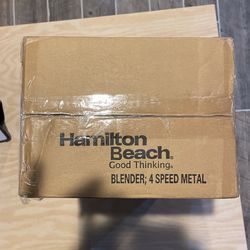 Hamilton
Beach®
Good Thinking®
BLENDER; 4 SPEED METAL